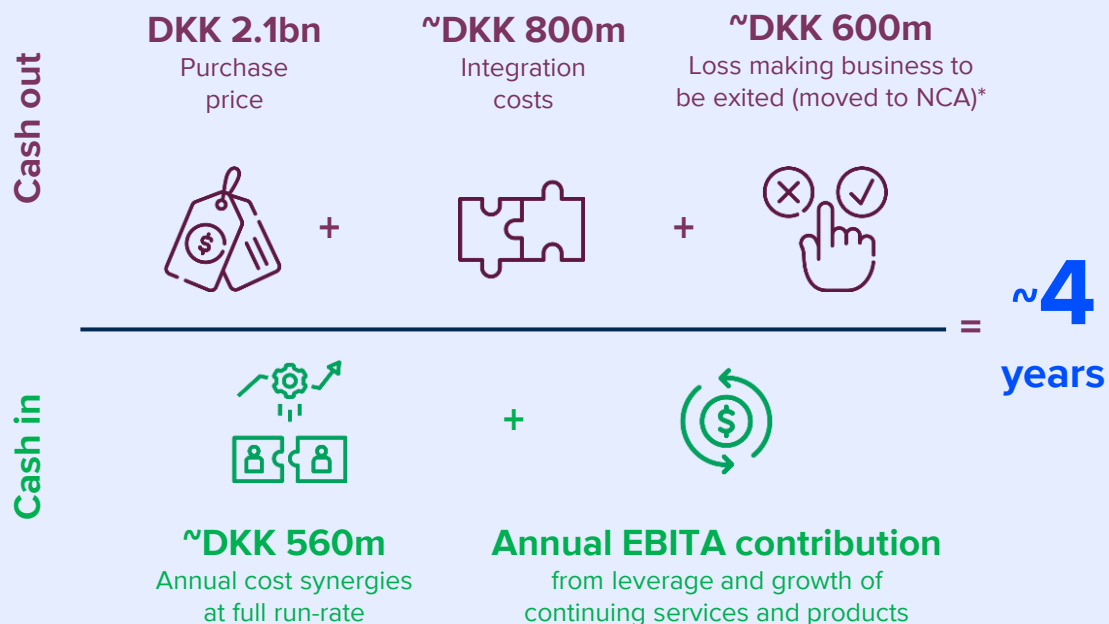 Cash out
DKK 2.1bn
Purchase
price
~DKK 800m
Integration
costs
~DKK 600m
Loss making business to
be exited (moved to NCA)*
$
+
+
=
~4
years
Cash in
+
$
~DKK 560m
Annual cost synergies
at full run-rate
Annual EBITA contribution
from leverage and growth of
continuing services and products